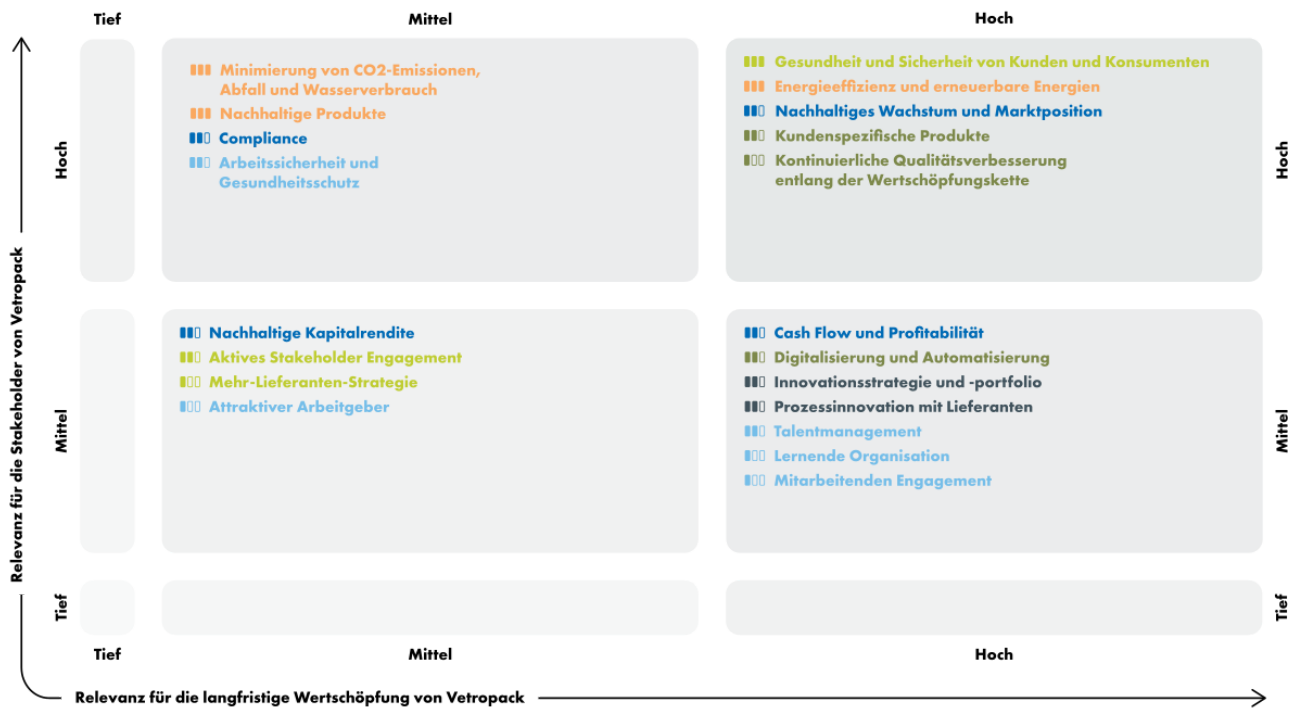 Tief
Mittel
Hoch
Hoch
Minimierung von CO2-Emissionen,
Abfall und Wasserverbrauch
Nachhaltige Produkte
Compliance
Arbeitssicherheit und
Gesundheitsschutz
Gesundheit und Sicherheit von Kunden und Konsumenten
Energieeffizienz und erneuerbare Energien
Nachhaltiges Wachstum und Marktposition
Kundenspezifische Produkte
Kontinuierliche Qualitätsverbesserung
entlang der Wertschöpfungskette
Hoch
Relevanz für die Stakeholder von Vetropack
Mittel
Nachhaltige Kapitalrendite
Aktives Stakeholder Engagement
Mehr-Lieferanten-Strategie
Attraktiver Arbeitgeber
Cash Flow und Profitabilität
Digitalisierung und Automatisierung
Innovationsstrategie und -portfolio
Prozessinnovation mit Lieferanten
Talentmanagement
Lernende Organisation
Mitarbeitenden Engagement
Mittel
Tief
Tief
Tief
Mittel
Hoch
Relevanz für die langfristige Wertschöpfung von Vetropack